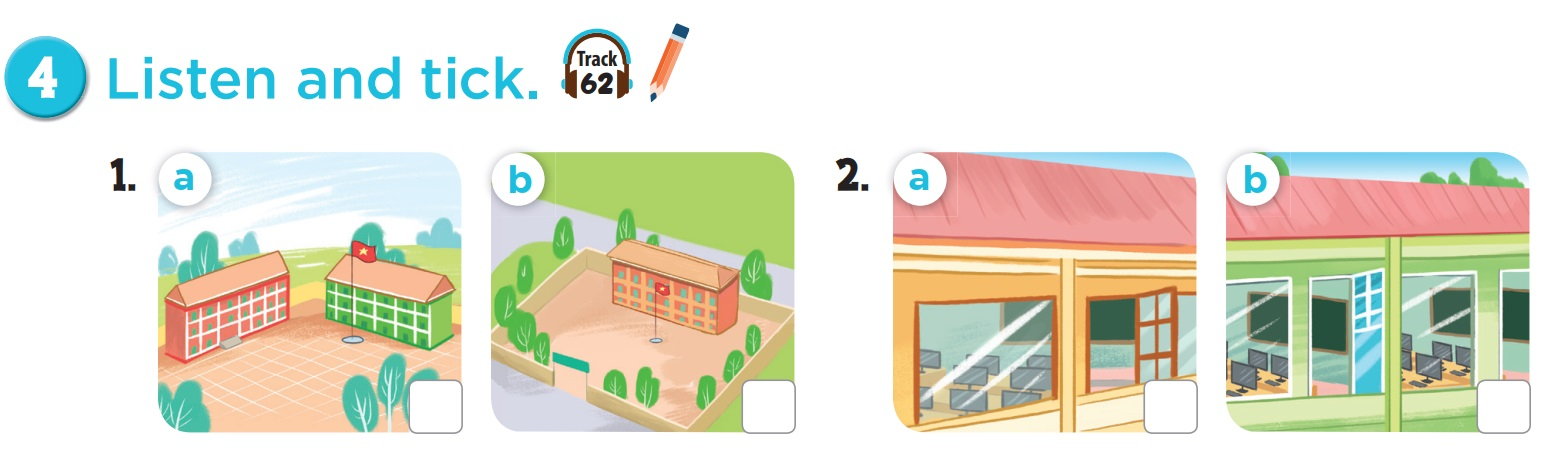 4 Listen and tick. Track 62
1. a b 2. a b